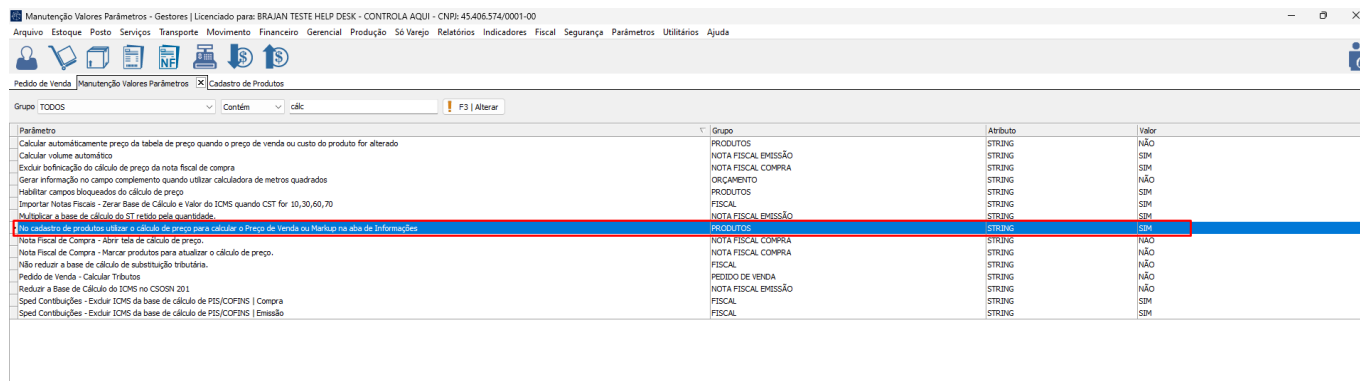 Manutenção Valores Parâmetros - Gestores | Licenciado para: BRAJAN TESTE HELP DESK - CONTROLA AQUI - CNPJ: 45.406.574/0001-00
Arquivo Estoque Posto Serviços Transporte Movimento Financeiro Gerencial Produção Só Varejo Relatórios Indicadores Fiscal Segurança Parâmetros Utilitários Ajuda
NF
Pedido de Venda Manutenção Valores Parâmetros X Cadastro de Produtos
Grupo TODOS Contém cálc F3 | Alterar
Parâmetro Grupo Atributo Valor
Calcular automáticamente preço da tabela de preço quando o preço de venda ou custo do produto for alterado PRODUTOS STRING NÃO
Calcular volume automático NOTA FISCAL EMISSÃO STRING SIM
Excluir bofinicação do cálculo de preço da nota fiscal de compra NOTA FISCAL COMPRA STRING SIM
Gerar informação no campo complemento quando utilizar calculadora de metros quadrados ORÇAMENTO STRING NÃO
Habilitar campos bloqueados do cálculo de preço PRODUTOS STRING SIM
Importar Notas Fiscais - Zerar Base de Cálculo e Valor do ICMS quando CST for 10,30,60,70 FISCAL STRING SIM
Multiplicar a base de cálculo do ST retido pela quantidade. NOTA FISCAL EMISSÃO STRING SIM
No cadastro de produtos utilizar o cálculo de preço para calcular o Preço de Venda ou Markup na aba de Informações PRODUTOS STRING SIM
Nota Fiscal de Compra - Abrir tela de cálculo de preço. NOTA FISCAL COMPRA STRING NÃO
Nota Fiscal de Compra - Marcar produtos para atualizar o cálculo de preço. NOTA FISCAL COMPRA STRING NÃO
Não reduzir a base de cálculo de substituição tributária. FISCAL STRING NÃO
Pedido de Venda - Calcular Tributos PEDIDO DE VENDA STRING NÃO
Reduzir a Base de Cálculo do ICMS no CSOSN 201 NOTA FISCAL EMISSÃO STRING NÃO
Sped Contibuições - Excluir ICMS da base de cálculo de PIS/COFINS | Compra FISCAL STRING SIM
Sped Contibuições - Excluir ICMS da base de cálculo de PIS/COFINS | Emissão FISCAL STRING SIM